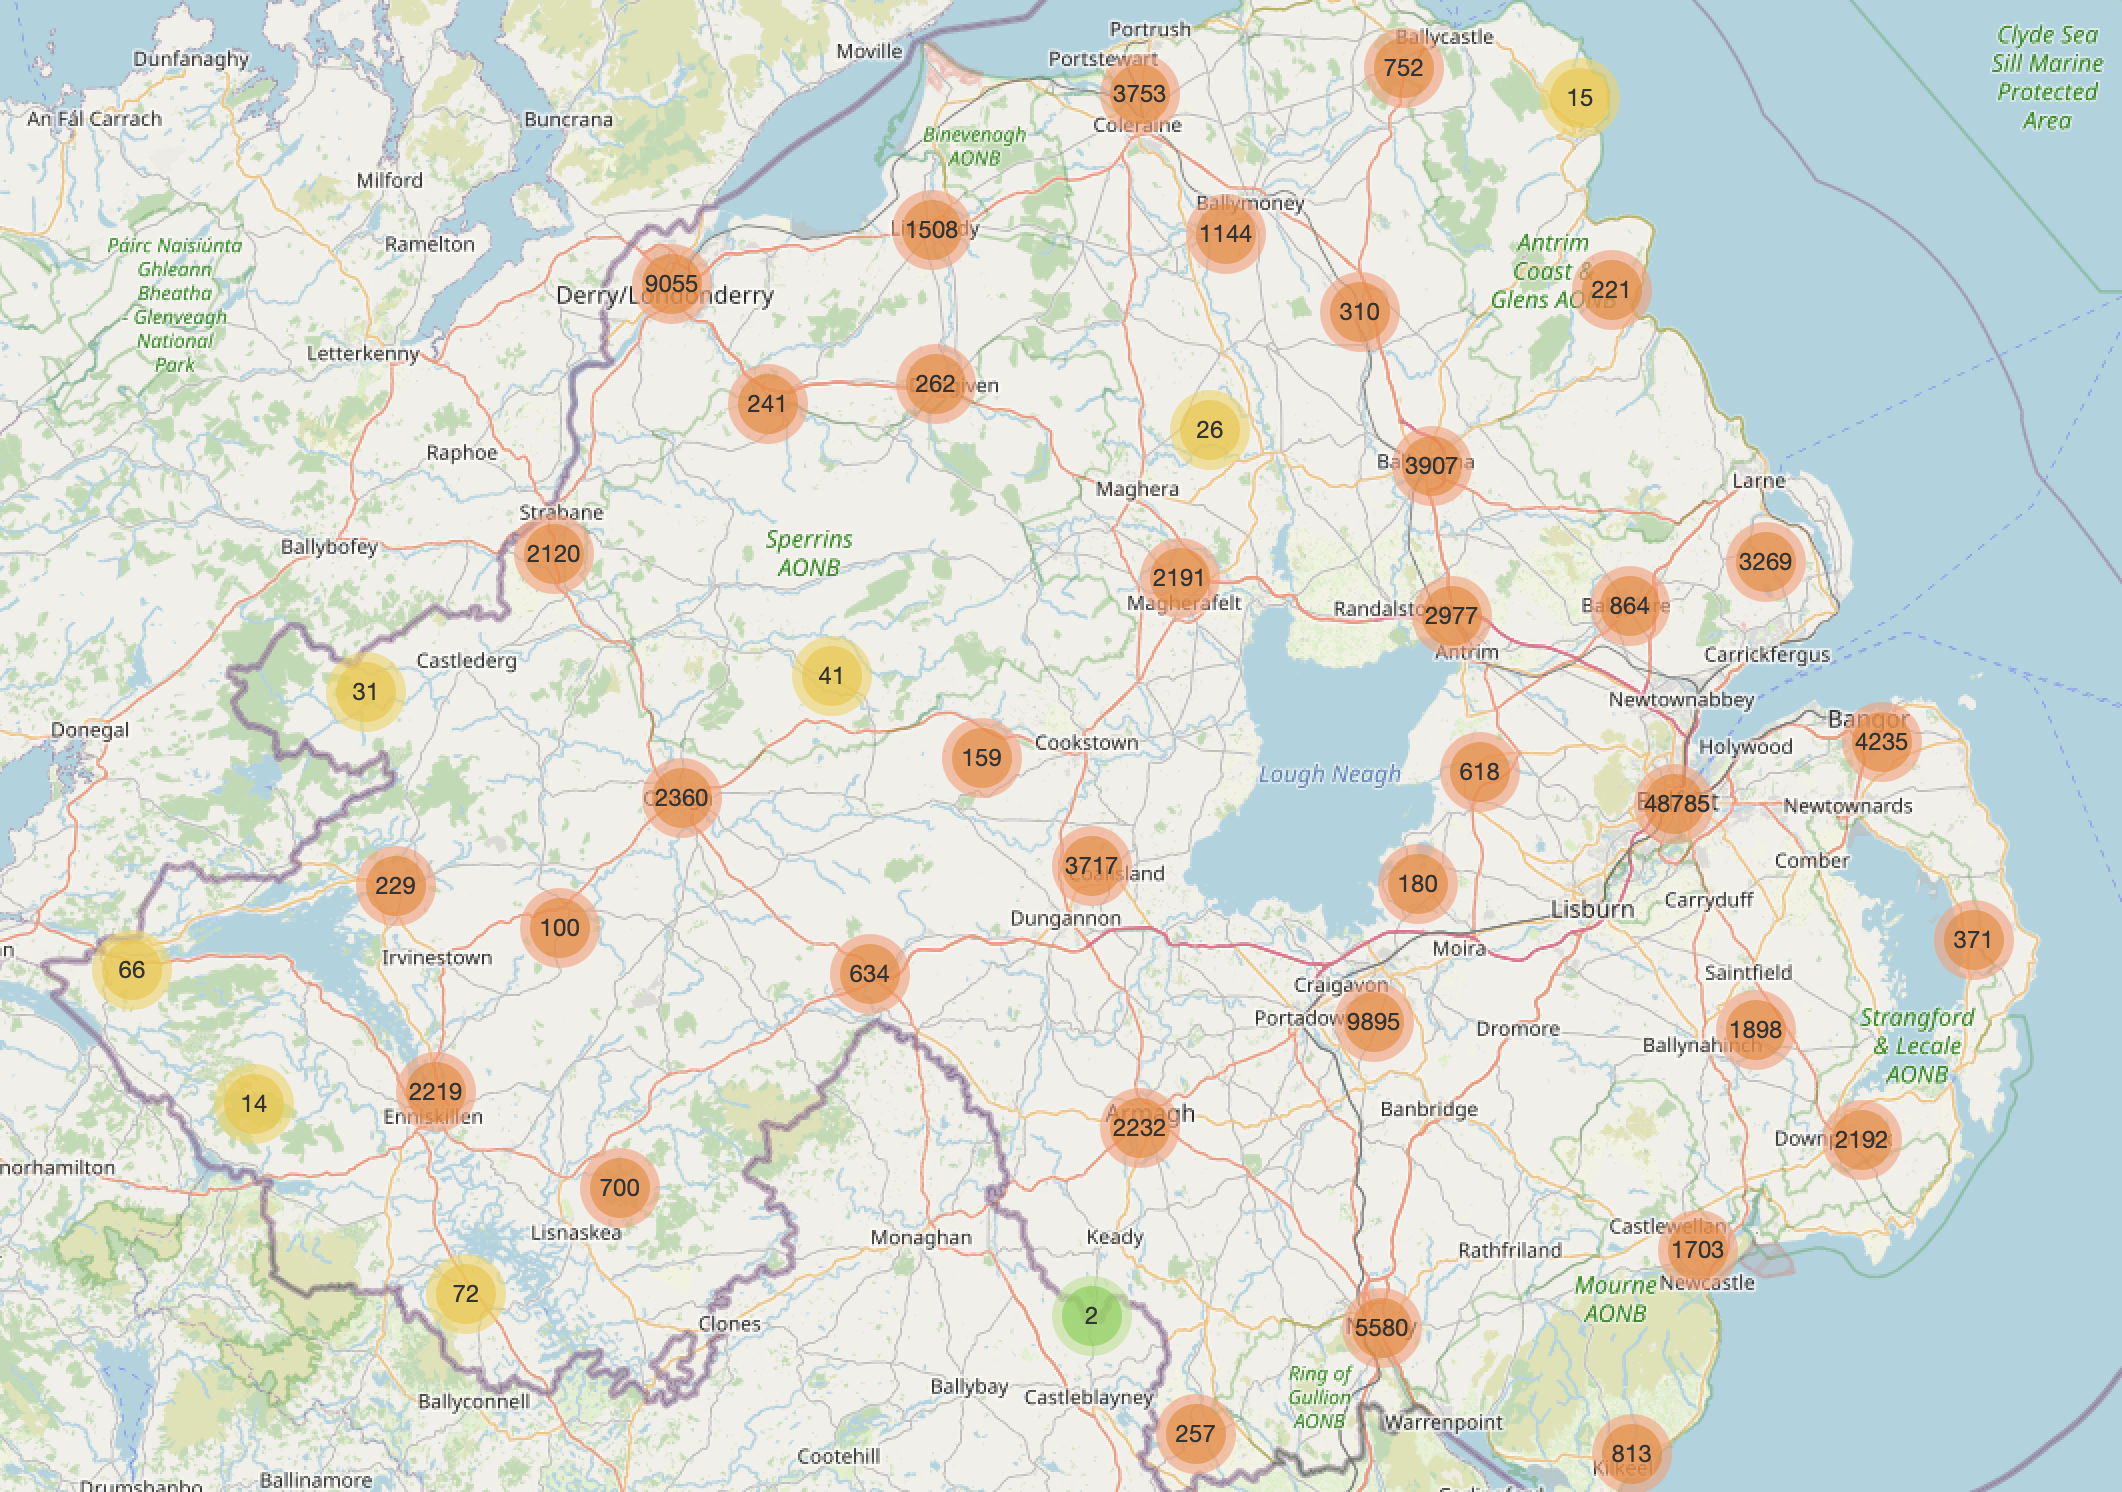 Portrush
Moville
Ballycastle
Clyde Sea
Sill Marine
Protected
Area
Dunfanaghy
Portstewart
752
3753
15
An Fál Carrach
Buncrana
Coleraine
Binevenagh
AONB
Milford
Ballymoney
1508
1144
Páirc Naisiúnta
Ghleann
Bheatha
- Glenveagh
National
Park
Ramelton
Antrim
Coast &
Glens AONB
221
9055
Derry/Londonderry
310
Letterkenny
262
241
26
Raphoe
3907
Maghera
Larne
Strabane
2120
Ballybofey
Sperrins
AONB
3269
2191
Magherafelt
Randalsto
2977
864
Antrim
Carrickfergus
Castlederg
31
41
Newtownabbey
Donegal
Bangor
4235
Cookstown
159
Holywood
Lough Neagh
618
2360
48785
Newtownards
3717
Comber
229
180
Carryduff
Lisburn
Dungannon
100
371
Moira
Irvinestown
66
634
Saintfield
Craigavon
Portadow
9895
Dromore
1898
Ballynahinch
Strangford
& Lecale
AONB
2219
Enniskillen
14
Armagh
2232
Banbridge
2192
norhamilton
700
Lisnaskea
Monaghan
Keady
Castlewellan
1703
Rathfriland
Newcastle
Mourne
AONB
72
2
Clones
5580
Ring of
Gullion
AONB
Ballybay
Castleblayney
Ballyconnell
257
Warrenpoint
Cootehill
813
Kilkeel
Ballinamore
Drumshanbo